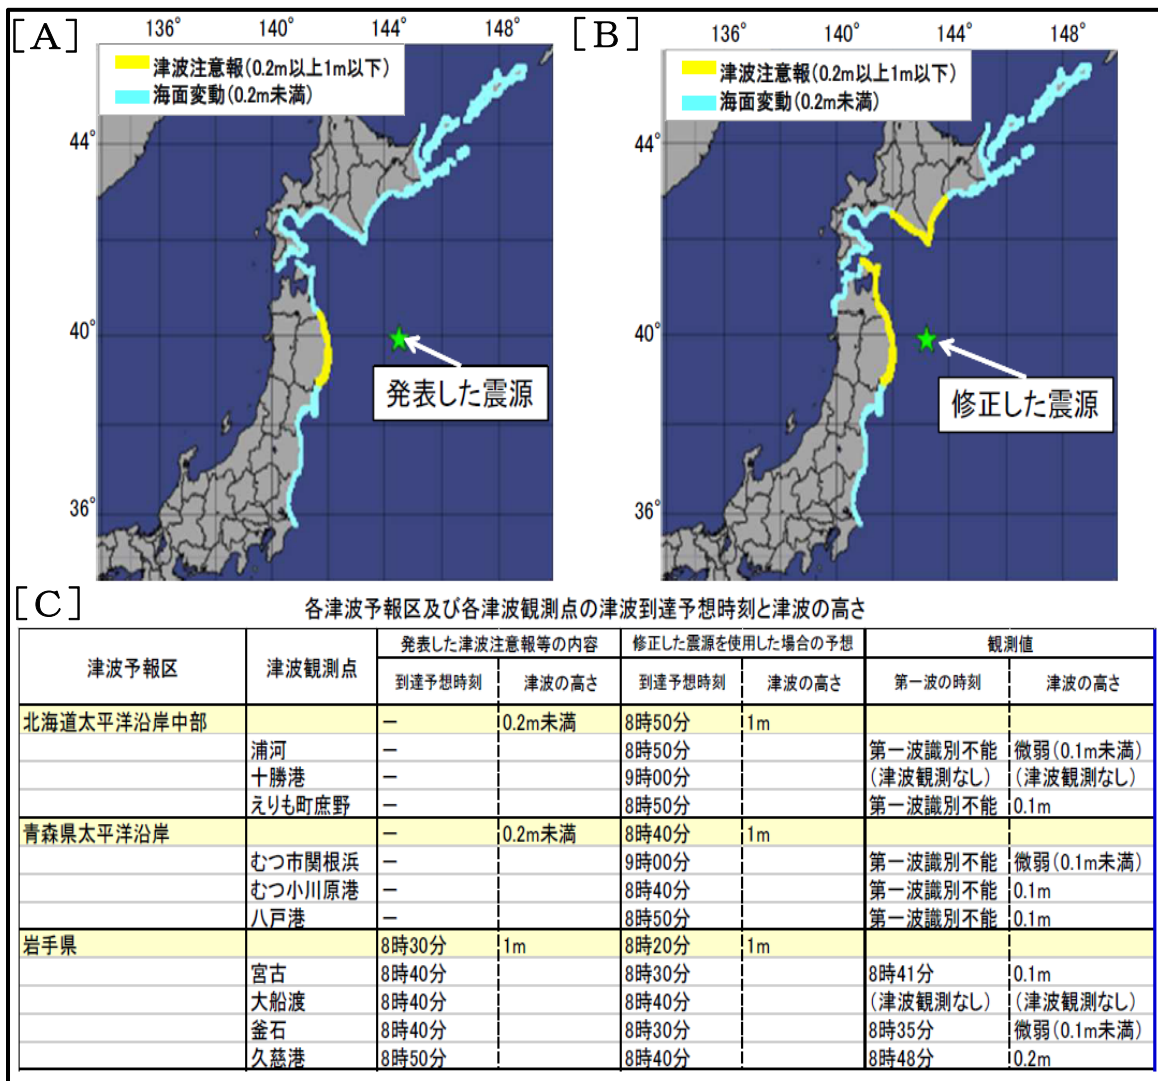 [A]
136° 140° 144° 148°
津波注意報(0.2m以上1m以下)
海面変動(0.2m未満)
44°
40°
36°
発表した震源
[B]
136° 140° 144° 148°
津波注意報(0.2m以上1m以下)
海面変動(0.2m未満)
44°
40°
36°
修正した震源
[C]
各津波予報区及び各津波観測点の津波到達予想時刻と津波の高さ
津波予報区 津波観測点 発表した津波注意報等の内容 修正した震源を使用した場合の予想 観測値
到達予想時刻 津波の高さ 到達予想時刻 津波の高さ 第一波の時刻 津波の高さ
北海道太平洋沿岸中部 － 0.2m未満 8時50分 1m
浦河 － 8時50分 第一波識別不能 微弱(0.1m未満)
十勝港 － 9時00分 (津波観測なし) (津波観測なし)
えりも町庶野 － 8時50分 第一波識別不能 0.1m
青森県太平洋沿岸 － 0.2m未満 8時40分 1m
むつ市関根浜 － 9時00分 第一波識別不能 微弱(0.1m未満)
むつ小川原港 － 8時40分 第一波識別不能 0.1m
八戸港 － 8時50分 第一波識別不能 0.1m
岩手県 8時30分 1m 8時20分 1m
宮古 8時40分 8時30分 8時41分 0.1m
大船渡 8時40分 8時40分 (津波観測なし) (津波観測なし)
釜石 8時40分 8時30分 8時35分 微弱(0.1m未満)
久慈港 8時50分 8時40分 8時48分 0.2m